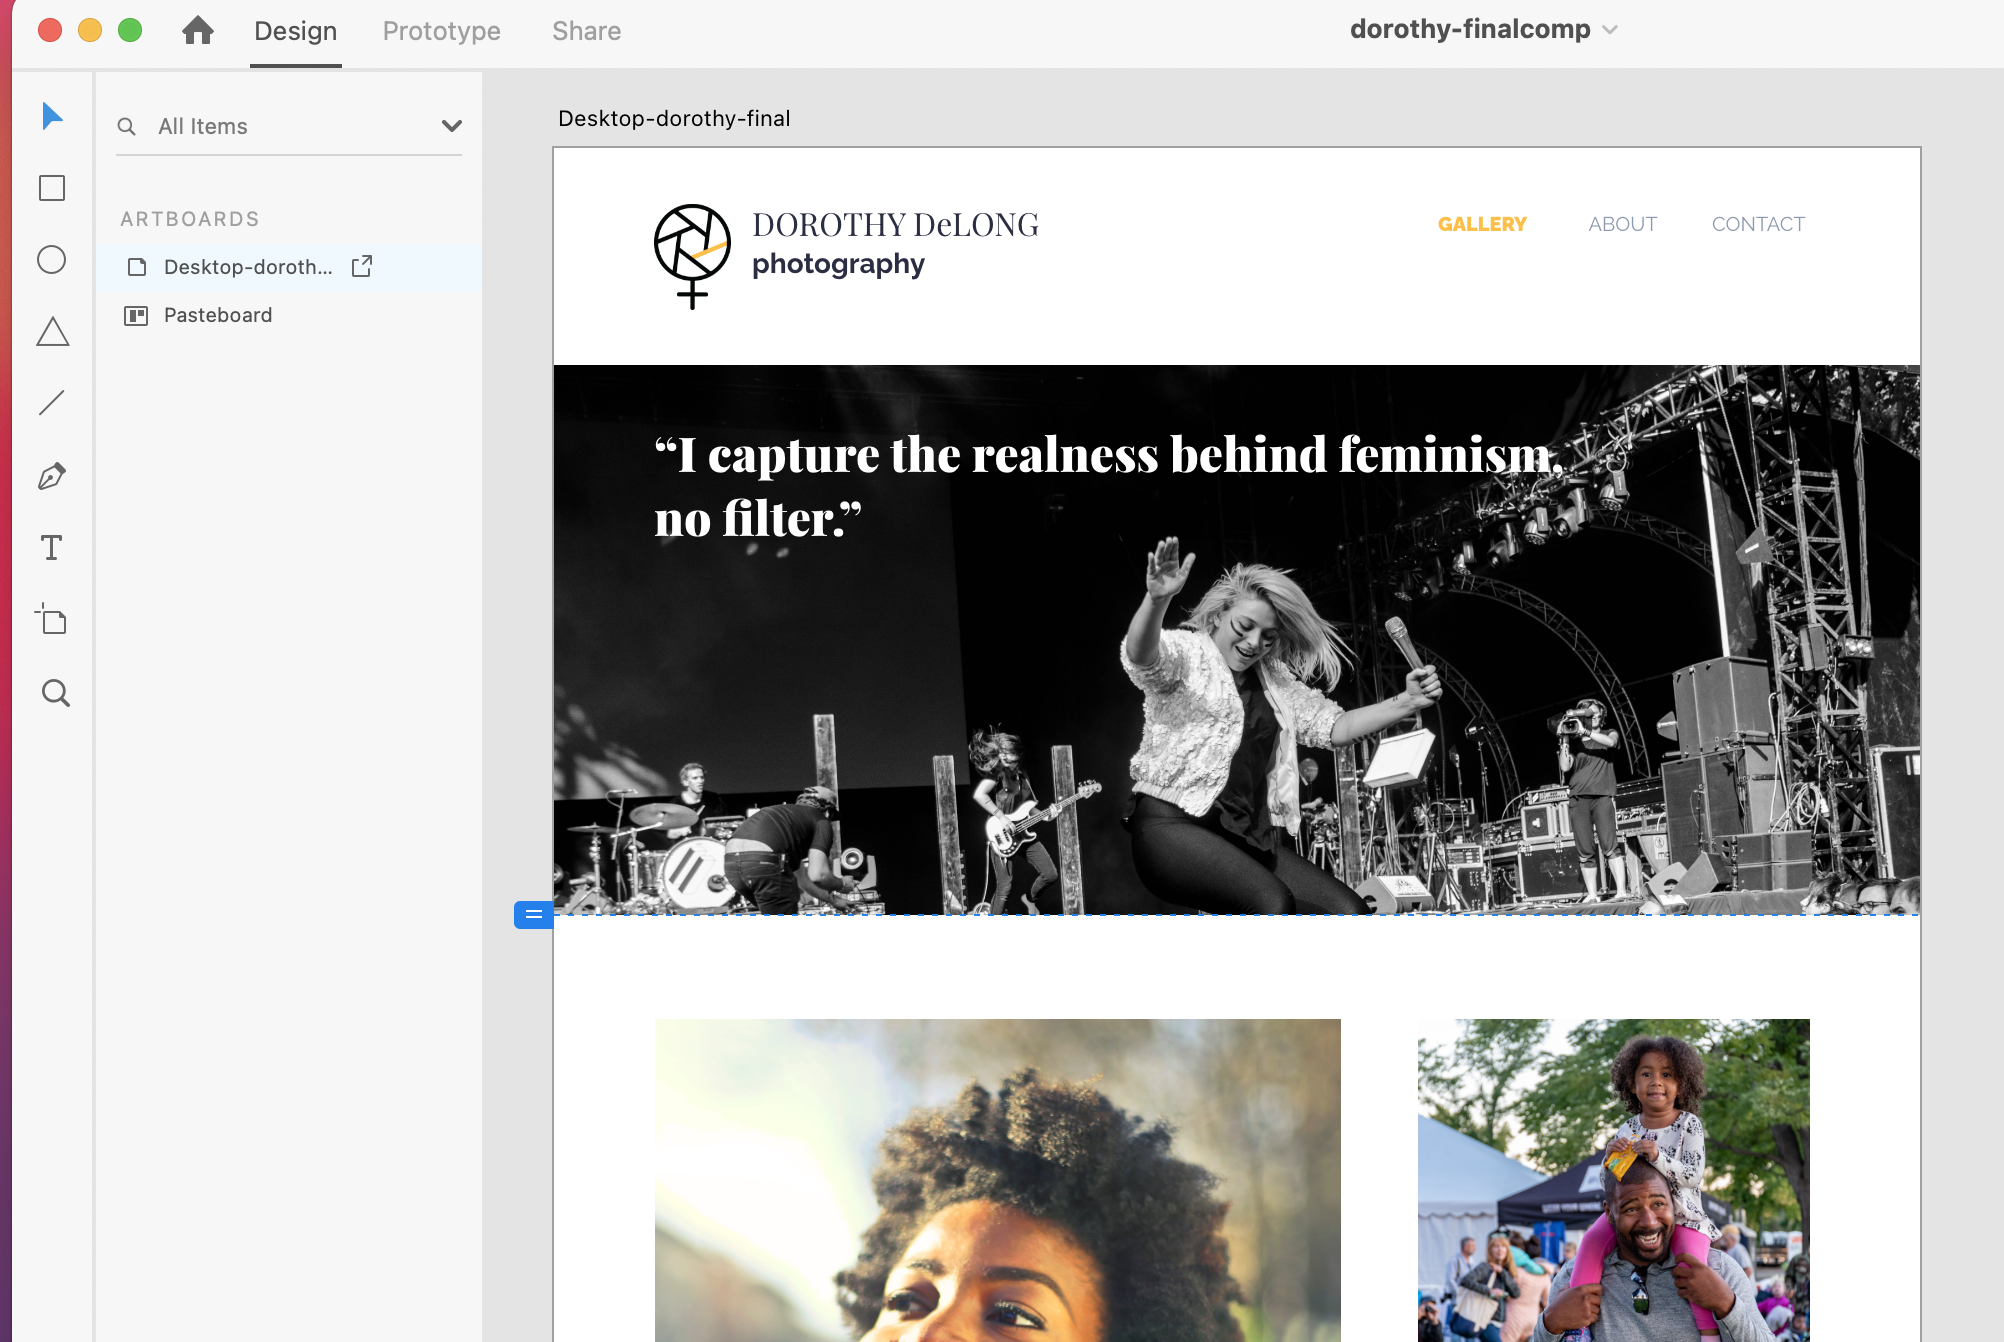 Design
Prototype
Share
dorothy-finalcomp
All Items
ARTBOARDS
Desktop-doroth...
Pasteboard
Desktop-dorothy-final
DOROTHY DeLONG
photography
GALLERY
ABOUT
CONTACT
“I capture the realness behind feminism,
no filter.”